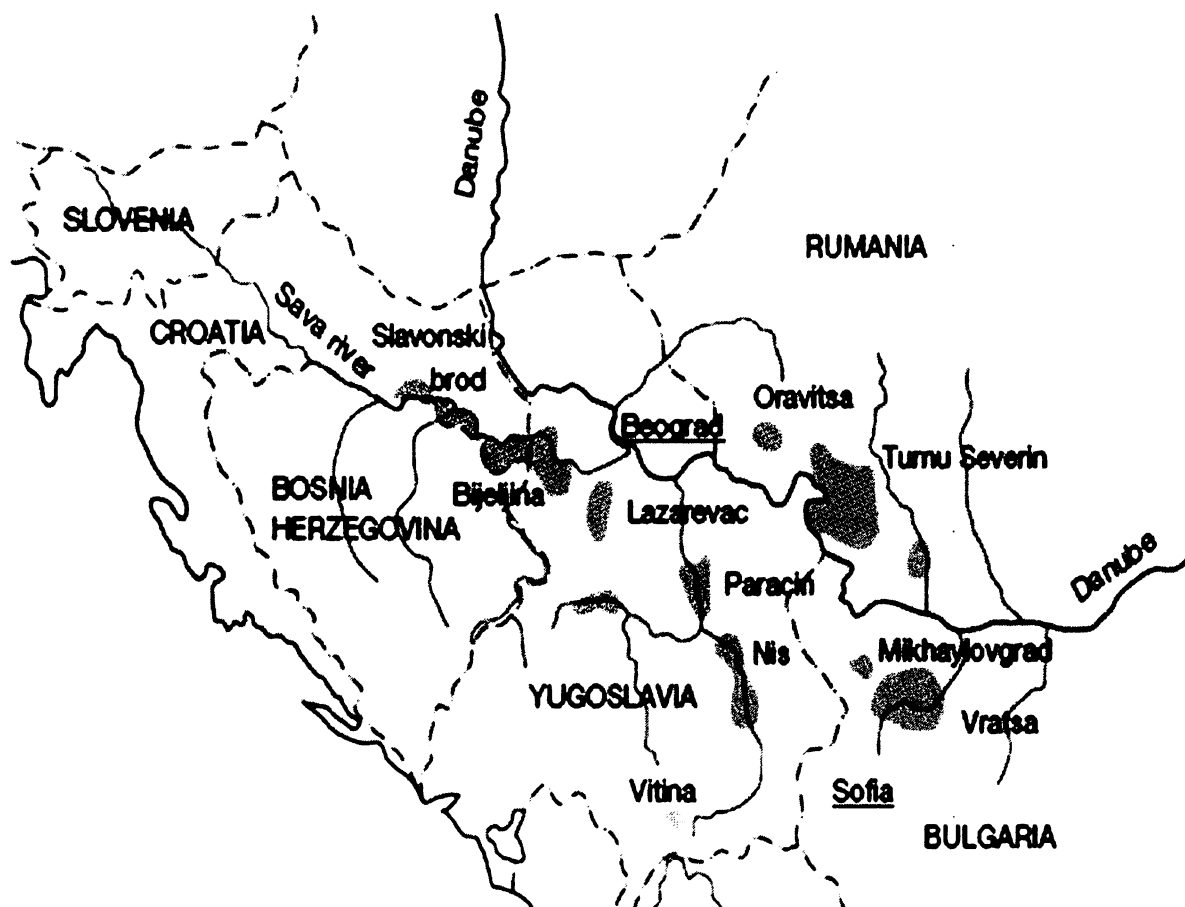 Danube
SLOVENIA
RUMANIA
Sava river
CROATIA
Slavonski
brod
Oravitsa
Beograd
Turnu Severin
BOSNIA
HERZEGOVINA
Bijeljina
Lazarevac
Danube
Paracin
Nis
Mikhaylovgrad
YUGOSLAVIA
Vratsa
Vitina
Sofia
BULGARIA